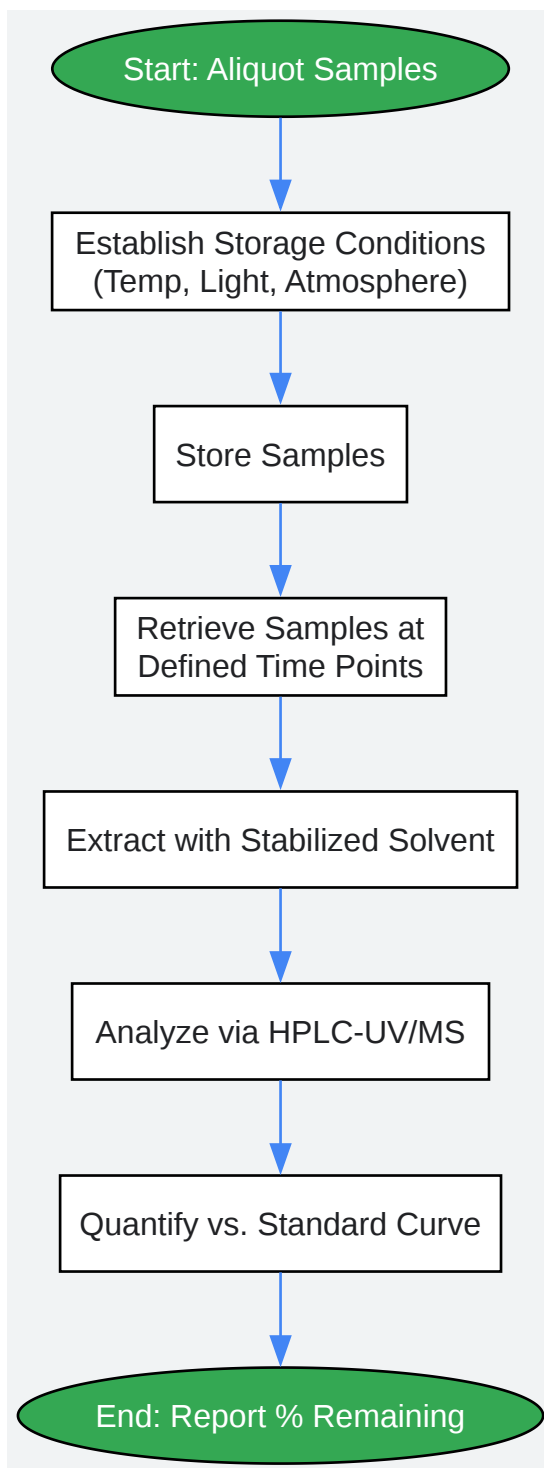 Start: Aliquot Samples
Establish Storage Conditions
(Temp, Light, Atmosphere)
Store Samples
Retrieve Samples at
Defined Time Points
Extract with Stabilized Solvent
Analyze via HPLC-UV/MS
Quantify vs. Standard Curve
End: Report % Remaining